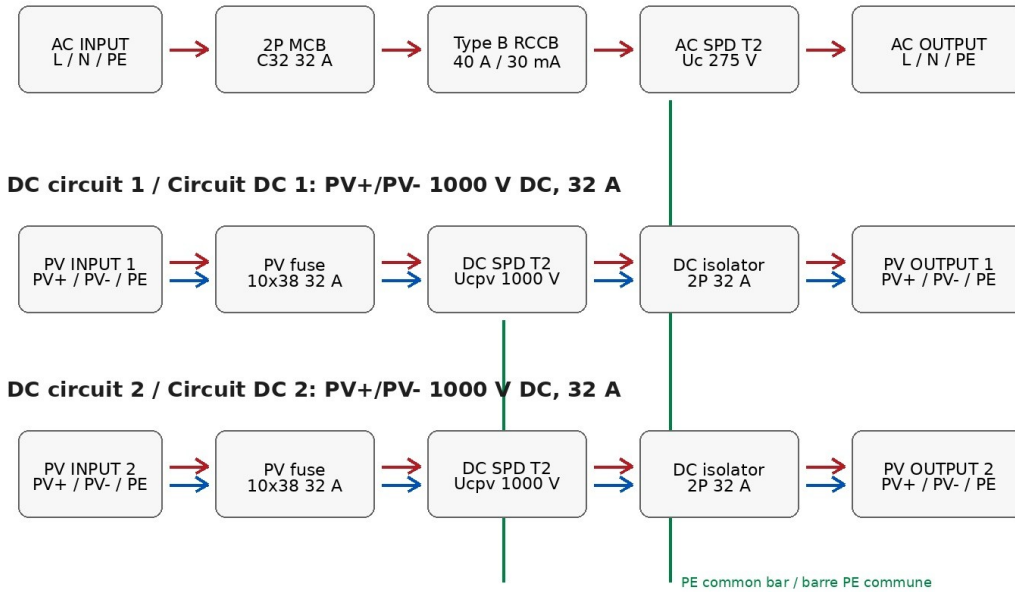 AC INPUT
L / N / PE
2P MCB
C32 32 A
Type B RCCB
40 A / 30 mA
AC SPD T2
Uc 275 V
AC OUTPUT
L / N / PE
DC circuit 1 / Circuit DC 1: PV+/PV- 1000 V DC, 32 A
PV INPUT 1
PV+ / PV- / PE
PV fuse
10x38 32 A
DC SPD T2
Ucpv 1000 V
DC isolator
2P 32 A
PV OUTPUT 1
PV+ / PV- / PE
DC circuit 2 / Circuit DC 2: PV+/PV- 1000 V DC, 32 A
PV INPUT 2
PV+ / PV- / PE
PV fuse
10x38 32 A
DC SPD T2
Ucpv 1000 V
DC isolator
2P 32 A
PV OUTPUT 2
PV+ / PV- / PE
PE common bar / barre PE commune